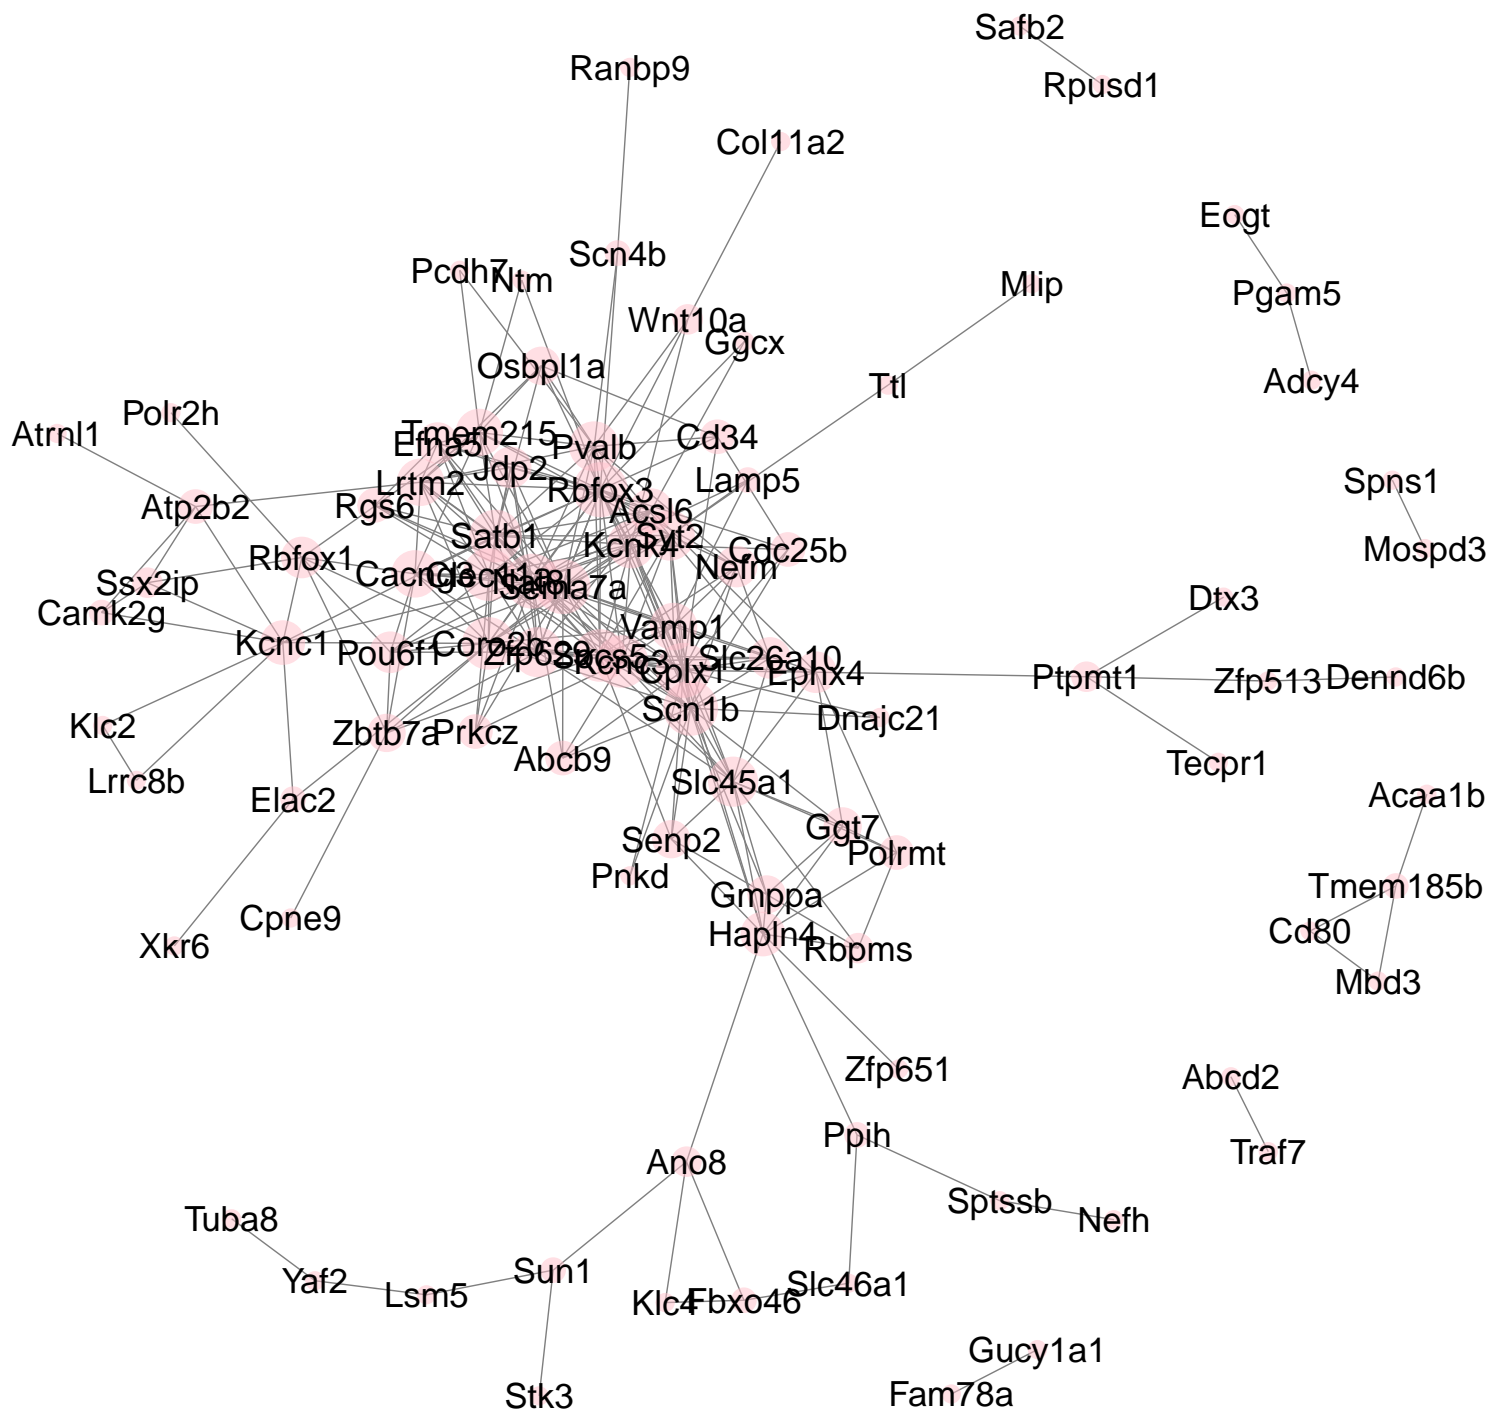 Safb2
Ranbp9
Rpusd1
Col11a2
Eogt
Scn4b
Pcdh7
Ntm
Mlip
Pgam5
Wnt10a
Ggcx
Osbpl1a
Ttl
Adcy4
Polr2h
Atrnl1
Tmem215
Efna5
Pvalb
Cd34
Jdp2
Lrtm2
Rbfox3
Lamp5
Spns1
Atp2b2
Rgs6
Acsl6
Satb1
Syt2
Kcnk4
Cdc25b
Mospd3
Rbfox1
Nefm
Ssx2ip
Sema7a
Camk2g
Dtx3
Vamp1
Kcnc1
Pou6f1
Slc26a10
Cplx1
Ephx4
Ptpmt1
Zfp513
Dennd6b
Scn1b
Klc2
Zbtb7a
Prkcz
Dnajc21
Abcb9
Tecpr1
Lrrc8b
Slc45a1
Elac2
Acaa1b
Ggt7
Senp2
Polrmt
Pnkd
Tmem185b
Gmppa
Cpne9
Hapln4
Cd80
Xkr6
Rbpms
Mbd3
Zfp651
Abcd2
Ppih
Ano8
Traf7
Sptssb
Tuba8
Nefh
Yaf2
Lsm5
Sun1
Klc4
Fbxo46
Slc46a1
Gucy1a1
Stk3
Fam78a